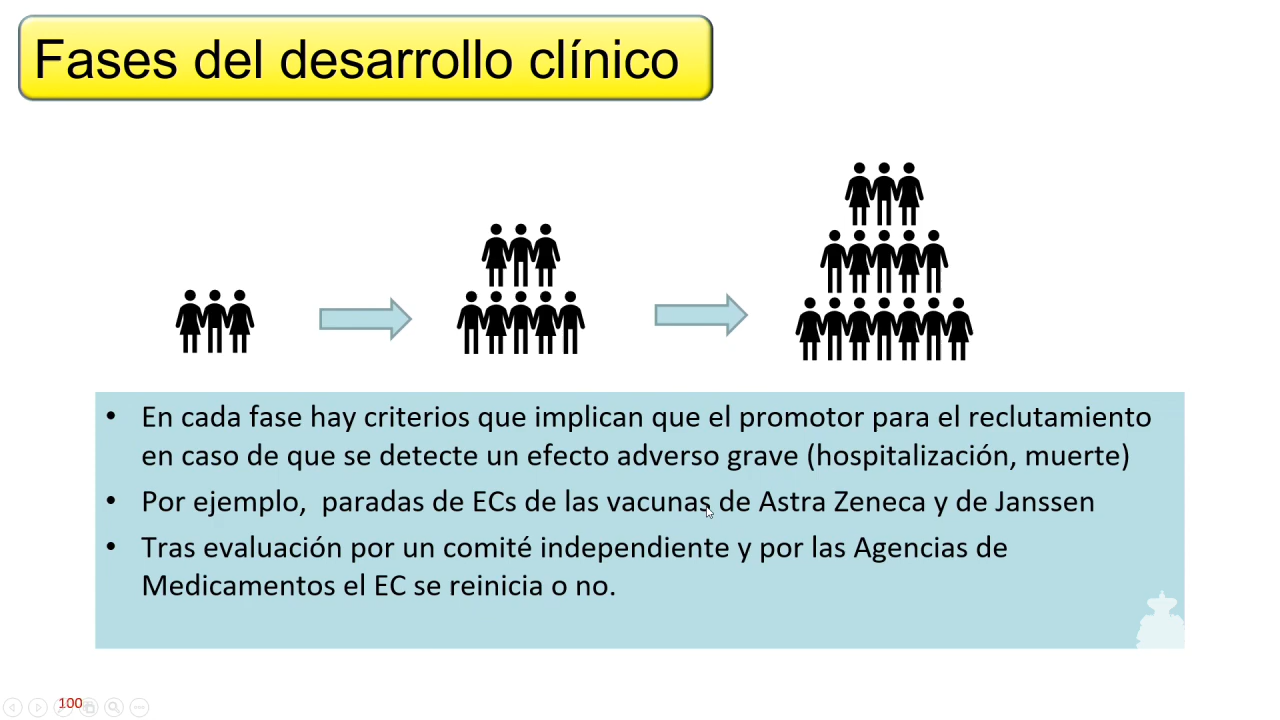 Fases del desarrollo clínico
• En cada fase hay criterios que implican que el promotor para el reclutamiento
en caso de que se detecte un efecto adverso grave (hospitalización, muerte)
• Por ejemplo,  paradas de ECs de las vacunas de Astra Zeneca y de Janssen
• Tras evaluación por un comité independiente y por las Agencias de
Medicamentos el EC se reinicia o no.
100